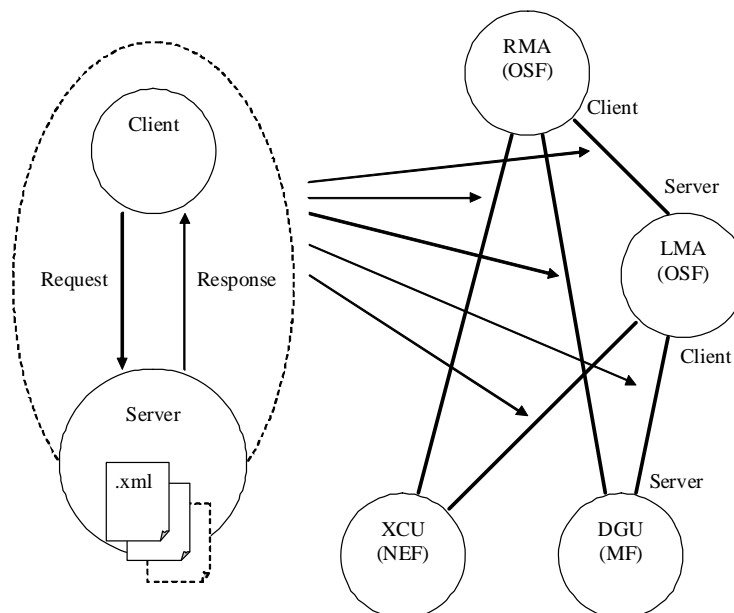 Client
Request
Response
Server
.xml
RMA
(OSF)
Client
Server
LMA
(OSF)
Client
Server
XCU
(NEF)
DGU
(MF)